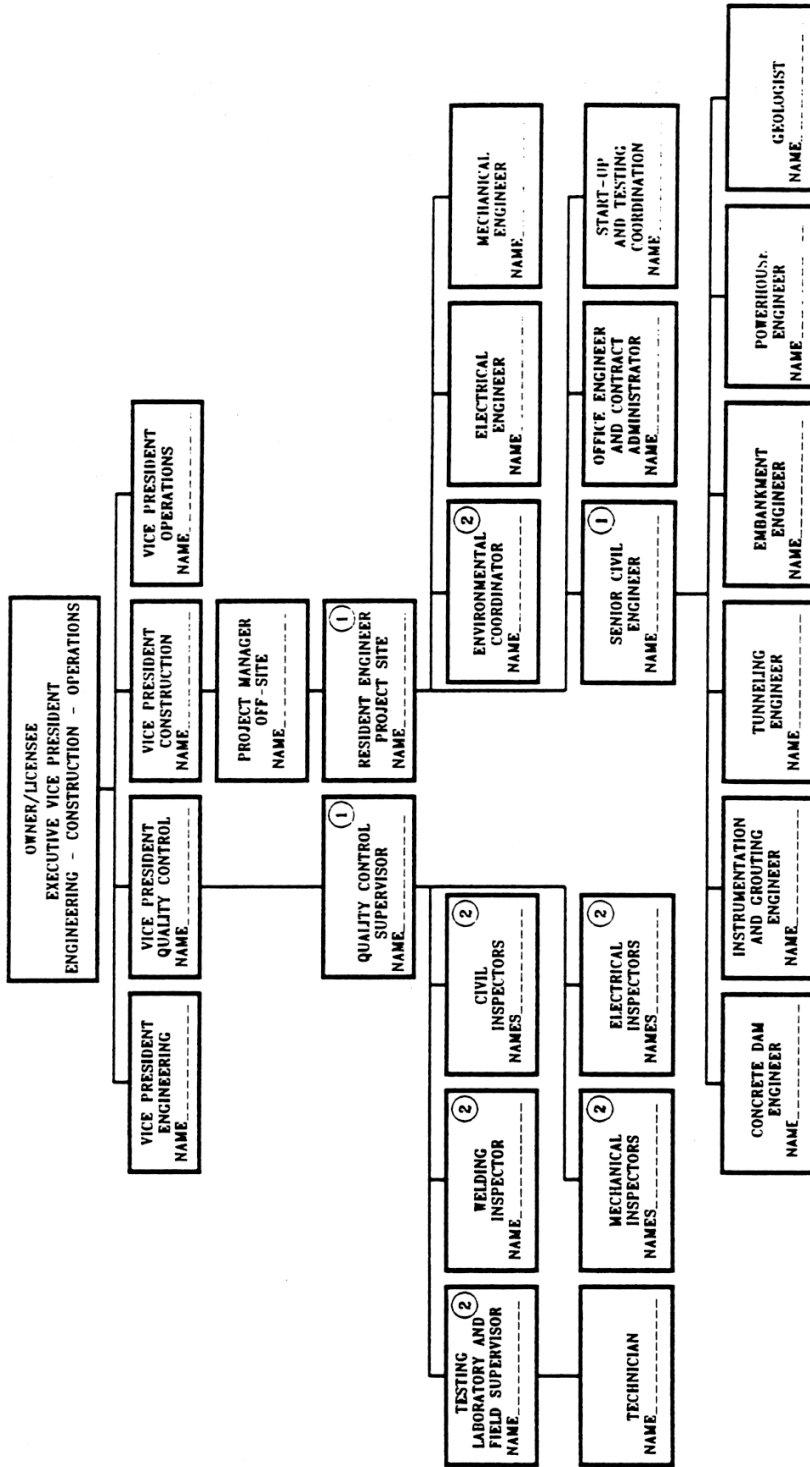 OWNER/LICENSEE
EXECUTIVE VICE PRESIDENT
ENGINEERING - CONSTRUCTION - OPERATIONS
VICE PRESIDENT
ENGINEERING
NAME
VICE PRESIDENT
QUALITY CONTROL
NAME
VICE PRESIDENT
CONSTRUCTION
NAME
VICE PRESIDENT
OPERATIONS
NAME
PROJECT MANAGER
OFF-SITE
NAME
1
QUALITY CONTROL
SUPERVISOR
NAME
1
RESIDENT ENGINEER
PROJECT SITE
NAME
2
TESTING
LABORATORY AND
FIELD SUPERVISOR
NAME
2
WELDING
INSPECTOR
NAME
2
CIVIL
INSPECTORS
NAMES
2
ENVIRONMENTAL
COORDINATOR
NAME
ELECTRICAL
ENGINEER
NAME
MECHANICAL
ENGINEER
NAME
TECHNICIAN
NAME
2
MECHANICAL
INSPECTORS
NAMES
2
ELECTRICAL
INSPECTORS
NAMES
1
SENIOR CIVIL
ENGINEER
NAME
OFFICE ENGINEER
AND CONTRACT
ADMINISTRATOR
NAME
START-UP
AND TESTING
COORDINATION
NAME
CONCRETE DAM
ENGINEER
NAME
INSTRUMENTATION
AND GROUTING
ENGINEER
NAME
TUNNELING
ENGINEER
NAME
EMBANKMENT
ENGINEER
NAME
POWERHOUSE
ENGINEER
NAME
GEOLOGIST
NAME